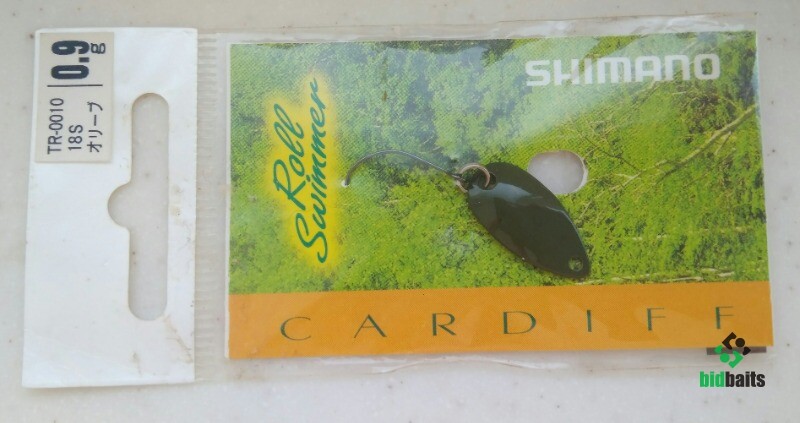 0.9g
TR-0010
18S
オリーブ
SHIMANO
Roll
Swimmer
CARDIFF
bidbaits